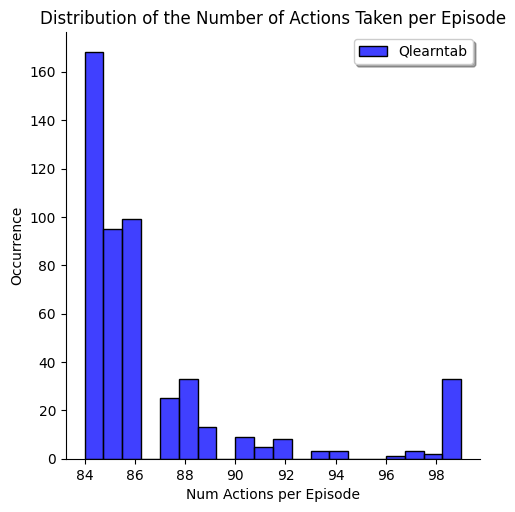 Distribution of the Number of Actions Taken per Episode
Qlearntab
160
140
120
100
80
60
40
20
0
Occurrence
84 86 88 90 92 94 96 98
Num Actions per Episode